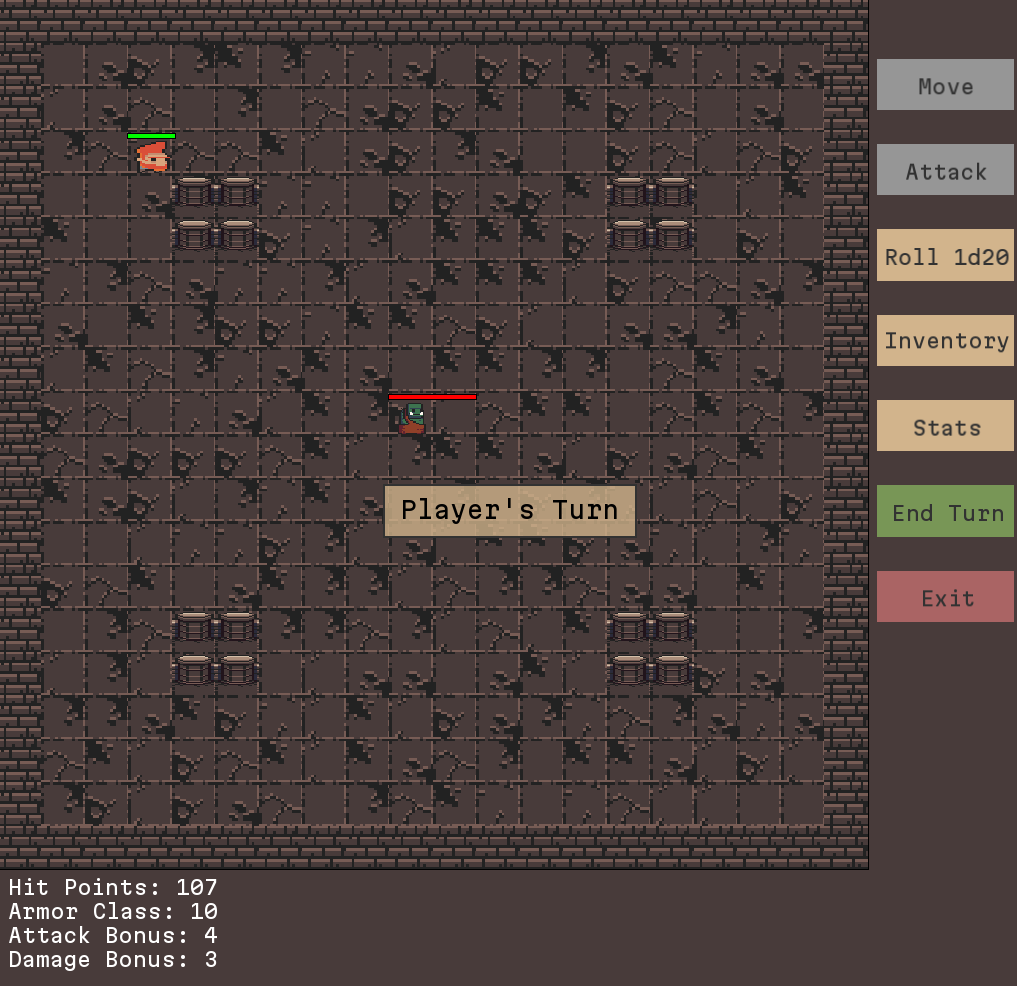 Move
Attack
Roll 1d20
Inventory
Stats
Player's Turn
End Turn
Exit
Hit Points: 107
Armor Class: 10
Attack Bonus: 4
Damage Bonus: 3